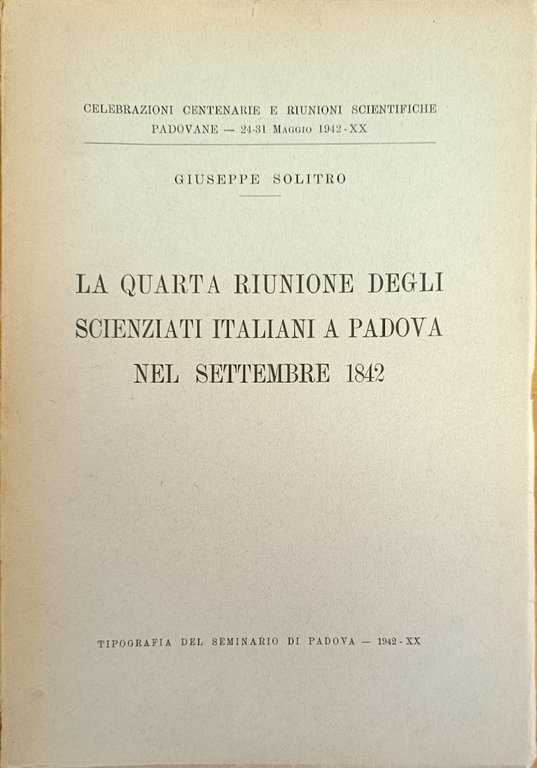 CELEBRAZIONI CENTENARIE E RIUNIONI SCIENTIFICHE
PADOVANE — 24-31 MAGGIO 1942-XX
GIUSEPPE SOLITRO
LA QUARTA RIUNIONE DEGLI
SCIENZIATI ITALIANI A PADOVA
NEL SETTEMBRE 1842
TIPOGRAFIA DEL SEMINARIO DI PADOVA — 1942-XX